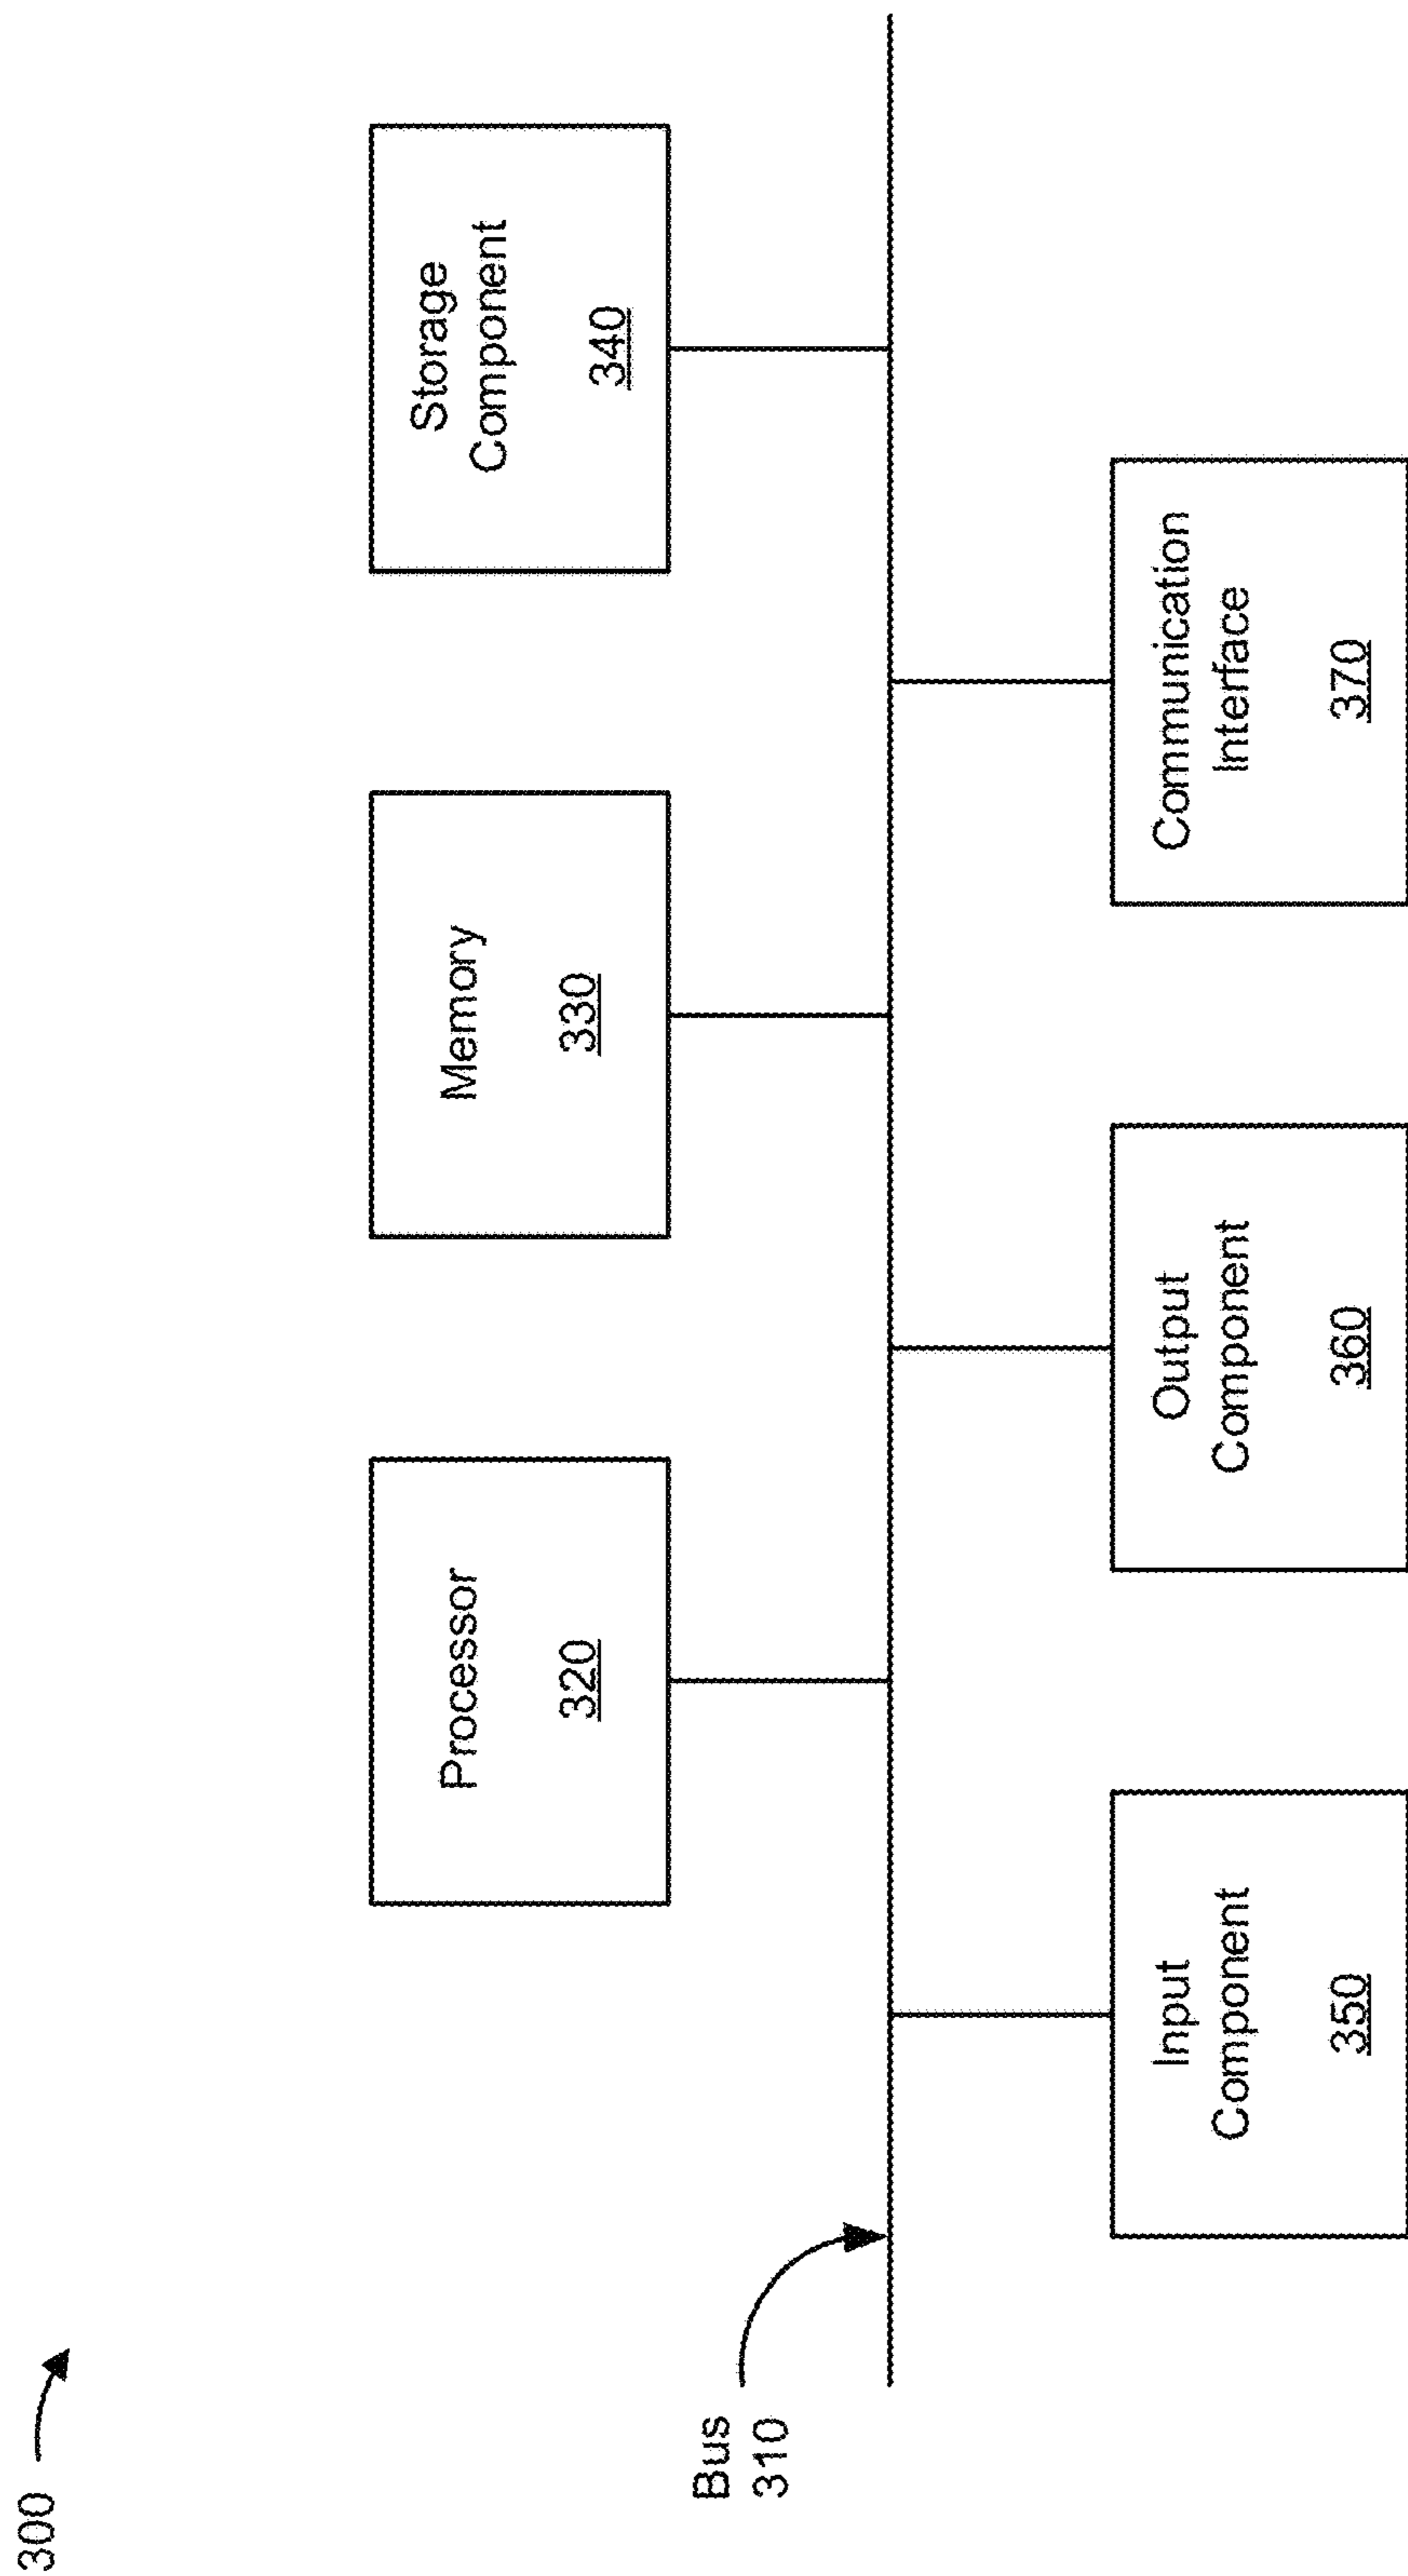 300
Bus
310
Processor
320
Memory
330
Storage
Component
340
Input
Component
350
Output
Component
360
Communication
Interface
370